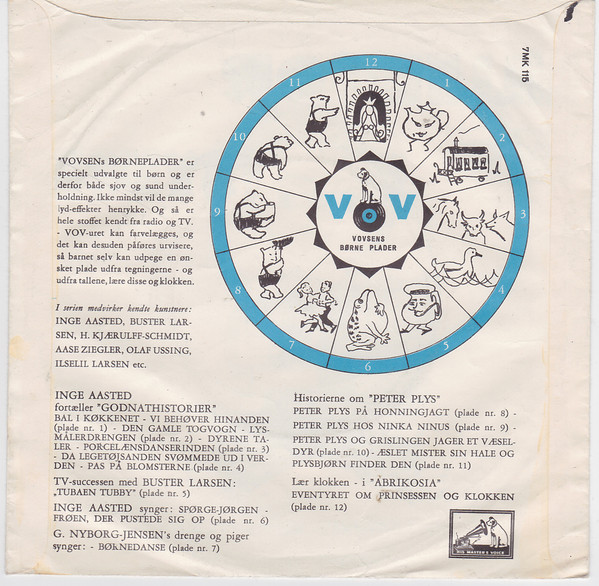 7MK 115
"VOVSENs BØRNEPLADER" er
specielt udvalgte til børn og er
derfor både sjov og sund under-
holdning. Ikke mindst vil de mange
lyd-effekter henrykke. Og så er
hele stoffet kendt fra radio og TV.
- VOV-uret kan farvelægges, og
det kan desuden påføres urvisere,
så barnet selv kan udpege en øn-
sket plade udfra tegningerne - og
udfra tallene, lære disse og klokken.
I serien medvirker kendte kunstnere:
INGE AASTED, BUSTER LAR-
SEN, H. KJÆRULFF-SCHMIDT,
AASE ZIEGLER, OLAF USSING,
ILSELIL LARSEN etc.
12
1
2
3
4
5
6
7
8
9
10
11
VOV
VOVSENS
BØRNE PLADER
INGE AASTED
fortæller "GODNATHISTORIER"
BAL I KØKKENET - VI BEHØVER HINANDEN
(plade nr. 1) - DEN GAMLE TOGVOGN - LYS-
MÅLERDRENGEN (plade nr. 2) - DYRENE TA-
LER - PORCELÆNSDANSERINDEN (plade nr. 3)
- DA LEGETØJSANDEN SVØMMEDE UD I VER-
DEN - PAS PÅ BLOMSTERNE (plade nr. 4)
TV-successen med BUSTER LARSEN:
"TUBAEN TUBBY" (plade nr. 5)
INGE AASTED synger: SPØRGE-JØRGEN -
FRØEN, DER PUSTEDE SIG OP (plade nr. 6)
G. NYBORG-JENSEN's drenge og piger
synger: - BØRNEDANSE (plade nr. 7)
Historierne om "PETER PLYS"
PETER PLYS PÅ HONNINGJAGT (plade nr. 8) -
PETER PLYS HOS NINKA NINUS (plade nr. 9) -
PETER PLYS OG GRISLINGEN JAGER ET VÆSEL-
DYR (plade nr. 10) - ÆSLET MISTER SIN HALE OG
PLYSBJØRN FINDER DEN (plade nr. 11)
Lær klokken - i "ABRIKOSIA"
EVENTYRET OM PRINSESSEN OG KLOKKEN
(plade nr. 12)
HIS MASTER'S VOICE